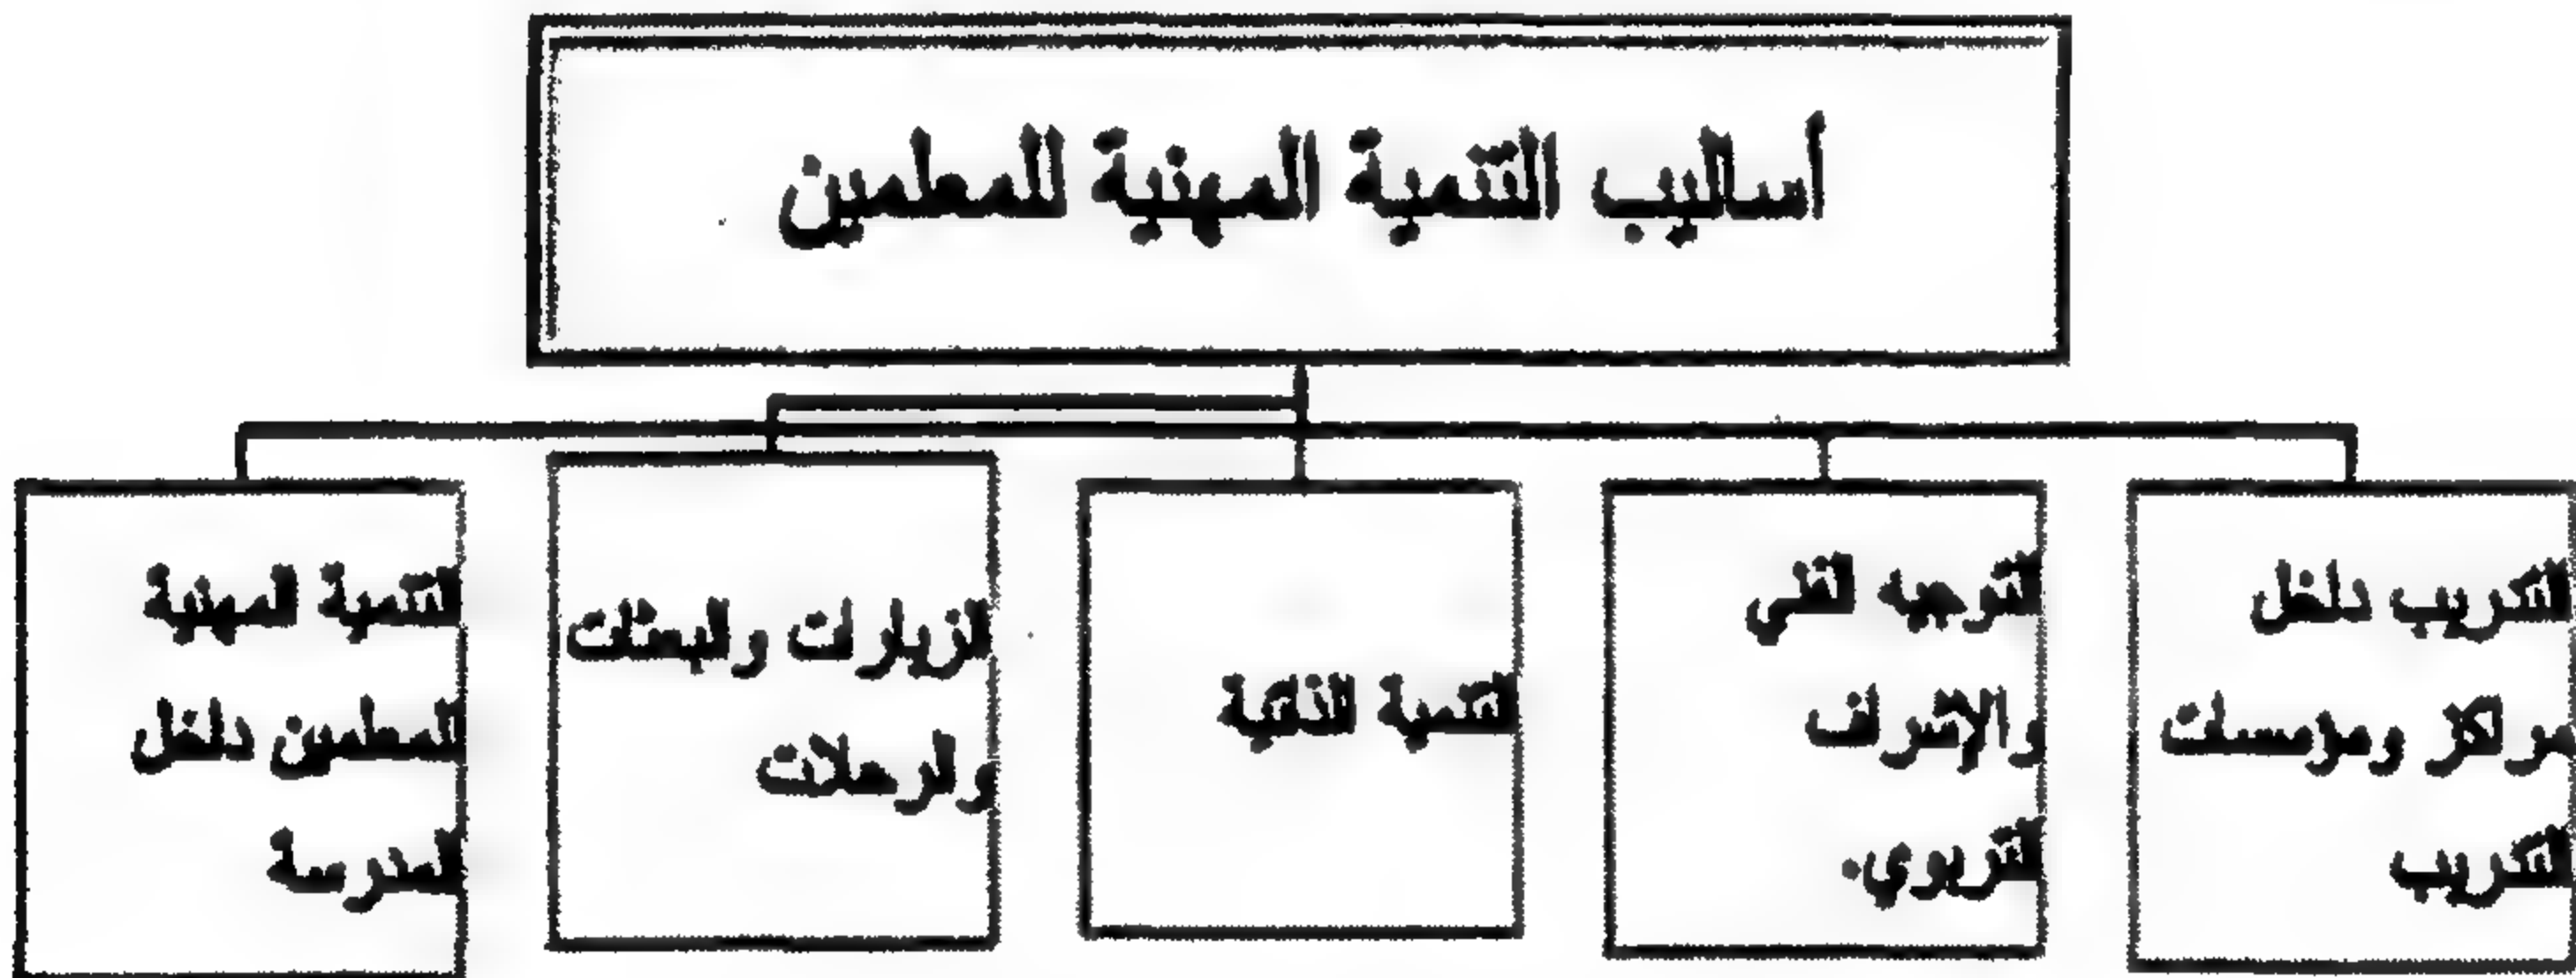 أساليب التنمية المهنية للمعلمين
التدريب داخل
مراكز ومؤسسات
التدريب
التوجيه الفني
والإشراف
التربوي.
التنمية الذاتية
الزيارات والبعثات
والرحلات
التنمية المهنية
للمعلمين داخل
المدرسة